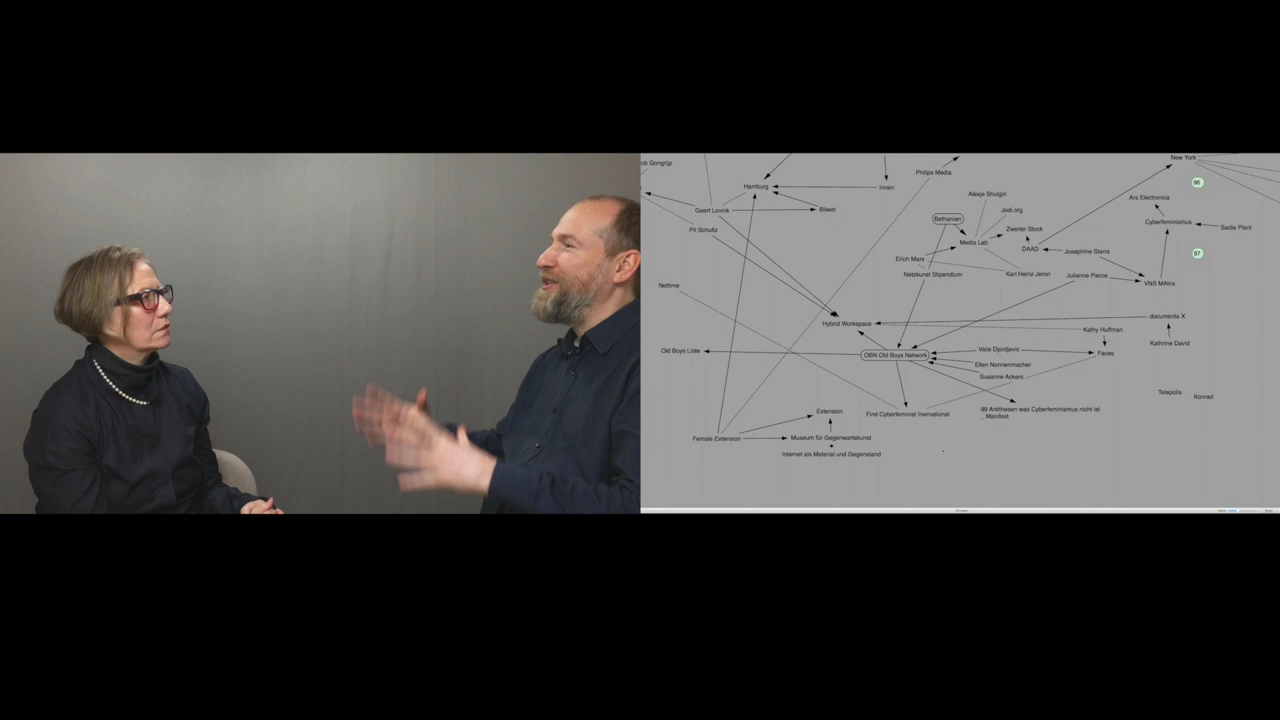 New York
ob Gongrijp
Philips Media
96
Hamburg
Innen
Alexje Shulgin
Ars Electronica
Geert Lovink
Bilwet
Jodi.org
Bethanien
Cyberfeminismus
Sadie Plant
Pit Schultz
Zweiter Stock
Media Lab
DAAD
Josephine Starrs
97
Erich Marx
Netzkunst Stipendium
Karl Heinz Jeron
Julianne Pierce
VNS MAtrix
Nettime
Hybrid Workspace
documenta X
Kathy Huffman
Kathrine David
Old Boys Liste
OBN Old Boys Network
Valie Djordjevic
Faces
Ellen Nonnenmacher
Susanne Ackers
Telepolis
Konrad
Extension
First Cyberfeminist Inernational
99 Antithesen was Cyberfeminismus nicht ist
_ Manifest
Female Extension
Museum für Gegenwartskunst
Internet als Material und Gegenstand